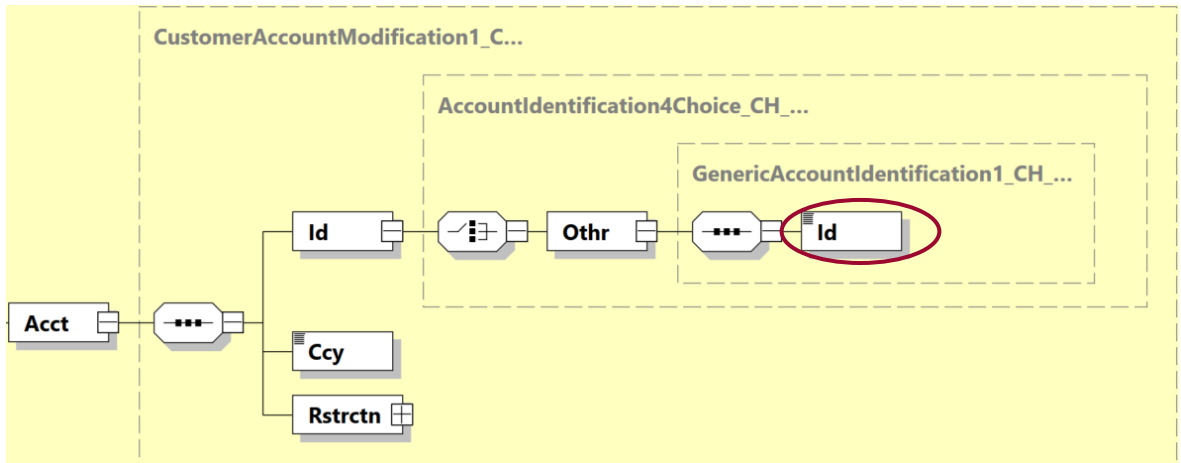 CustomerAccountModification1_C...
AccountIdentification4Choice_CH_...
GenericAccountIdentification1_CH_...
Id
Othr
Id
Acct
Ccy
Rstrctn